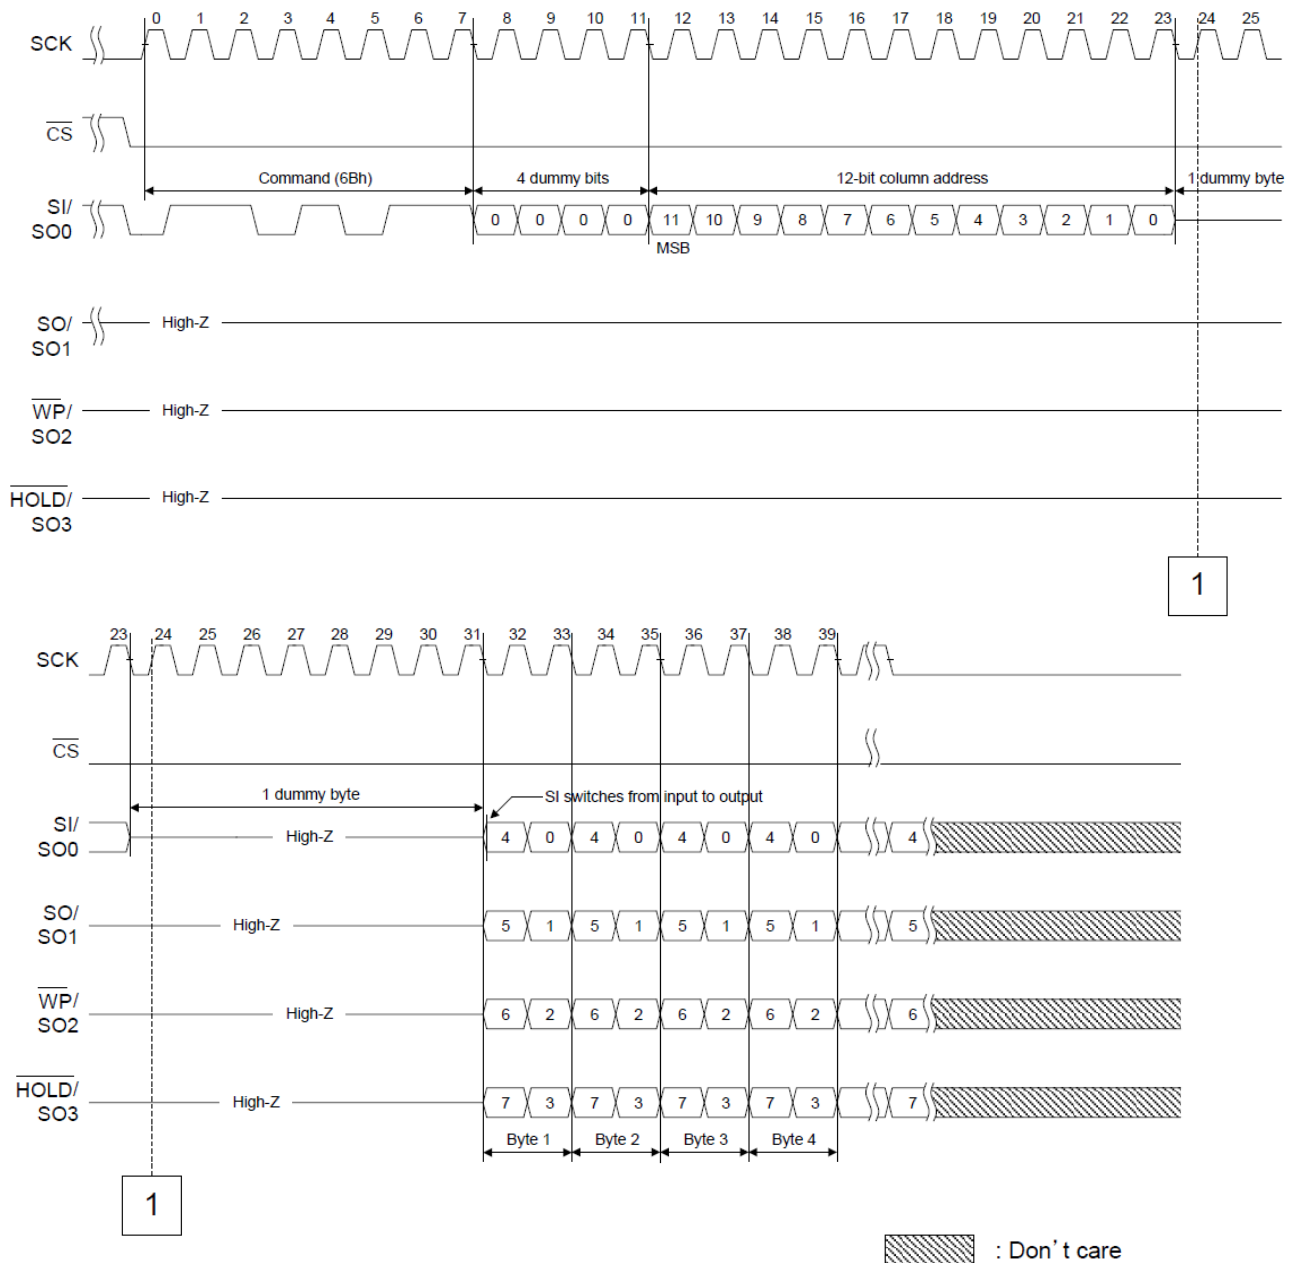 0 1 2 3 4 5 6 7 8 9 10 11 12 13 14 15 16 17 18 19 20 21 22 23 24 25
SCK
CS
Command (6Bh) 4 dummy bits 12-bit column address 1 dummy byte
SI/
SO0
0 0 0 0 11 10 9 8 7 6 5 4 3 2 1 0
MSB
SO/
SO1
High-Z
WP/
SO2
High-Z
HOLD/
SO3
High-Z
1
23 24 25 26 27 28 29 30 31 32 33 34 35 36 37 38 39
SCK
CS
1 dummy byte
SI switches from input to output
SI/
SO0
High-Z 4 0 4 0 4 0 4 0 4
SO/
SO1
High-Z 5 1 5 1 5 1 5 1 5
WP/
SO2
High-Z 6 2 6 2 6 2 6 2 6
HOLD/
SO3
High-Z 7 3 7 3 7 3 7 3 7
Byte 1 Byte 2 Byte 3 Byte 4
1
: Don't care